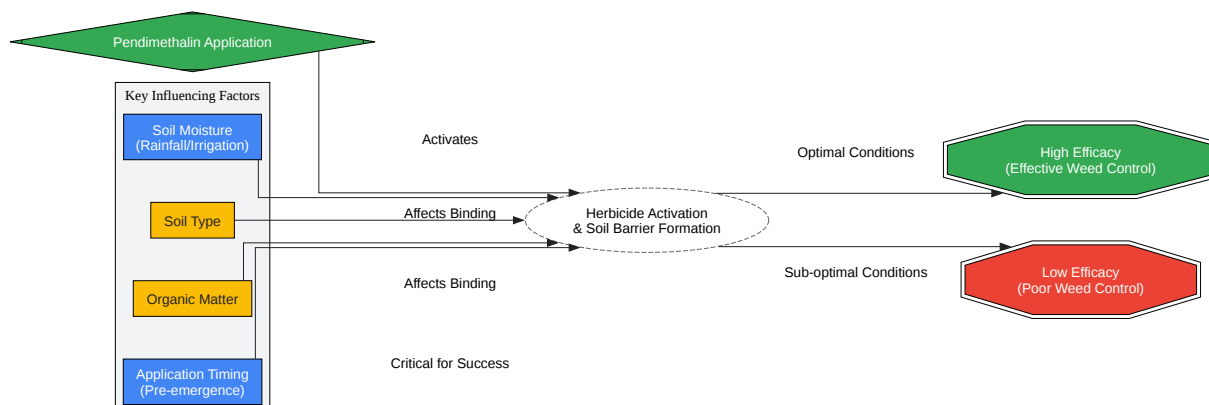 Pendimethalin Application
Key Influencing Factors
Soil Moisture
(Rainfall/Irrigation)
Soil Type
Organic Matter
Application Timing
(Pre-emergence)
Activates
Affects Binding
Affects Binding
Critical for Success
Herbicide Activation
& Soil Barrier Formation
Optimal Conditions
Sub-optimal Conditions
High Efficacy
(Effective Weed Control)
Low Efficacy
(Poor Weed Control)